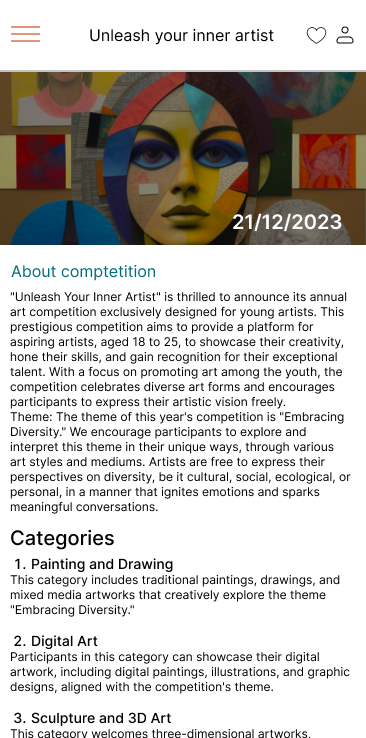 Unleash your inner artist
21/12/2023
About comptetition
"Unleash Your Inner Artist" is thrilled to announce its annual
art competition exclusively designed for young artists. This
prestigious competition aims to provide a platform for
aspiring artists, aged 18 to 25, to showcase their creativity,
hone their skills, and gain recognition for their exceptional
talent. With a focus on promoting art among the youth, the
competition celebrates diverse art forms and encourages
participants to express their artistic vision freely.
Theme: The theme of this year's competition is "Embracing
Diversity." We encourage participants to explore and
interpret this theme in their unique ways, through various
art styles and mediums. Artists are free to express their
perspectives on diversity, be it cultural, social, ecological, or
personal, in a manner that ignites emotions and sparks
meaningful conversations.
Categories
1. Painting and Drawing
This category includes traditional paintings, drawings, and
mixed media artworks that creatively explore the theme
"Embracing Diversity."
2. Digital Art
Participants in this category can showcase their digital
artwork, including digital paintings, illustrations, and graphic
designs, aligned with the competition's theme.
3. Sculpture and 3D Art
This category welcomes three-dimensional artworks,